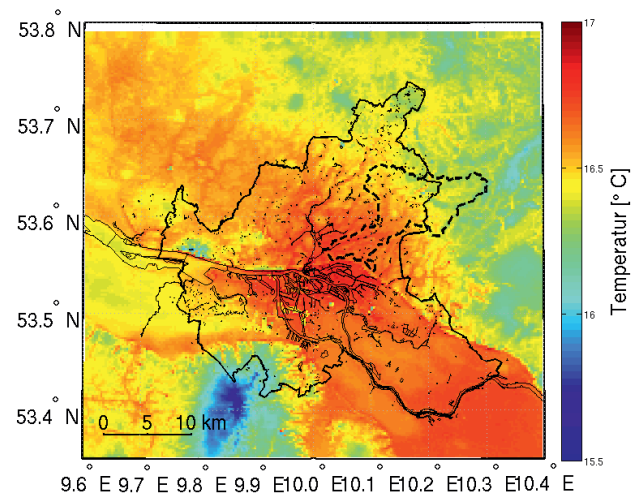 53.8° N
53.7° N
53.6° N
53.5° N
53.4° N
0 5 10 km
9.6° E 9.7° E 9.8° E 9.9° E 10.0° E 10.1° E 10.2° E 10.3° E 10.4° E
17
16.5
16
15.5
Temperatur [° C]